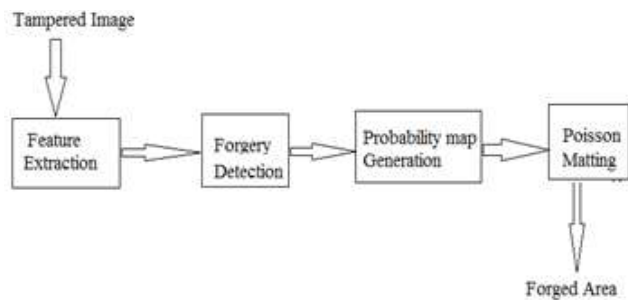 Tampered Image
Feature
Extraction
Forgery
Detection
Probability map
Generation
Poisson
Matting
Forged Area